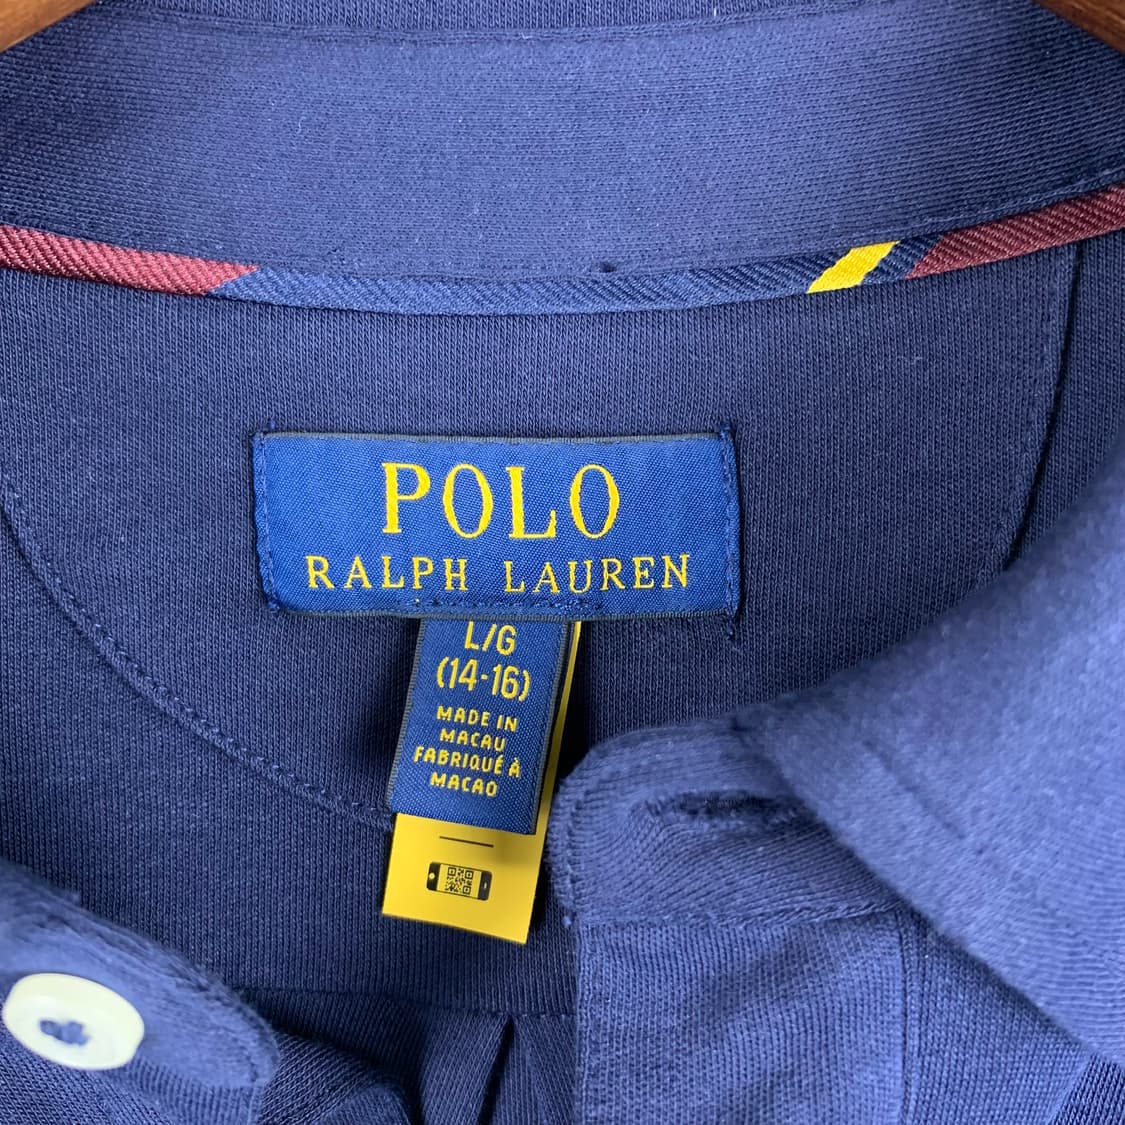 POLO
RALPH LAUREN
L/G
(14-16)
MADE IN
MACAU
FABRIQUÉ À
MACAO